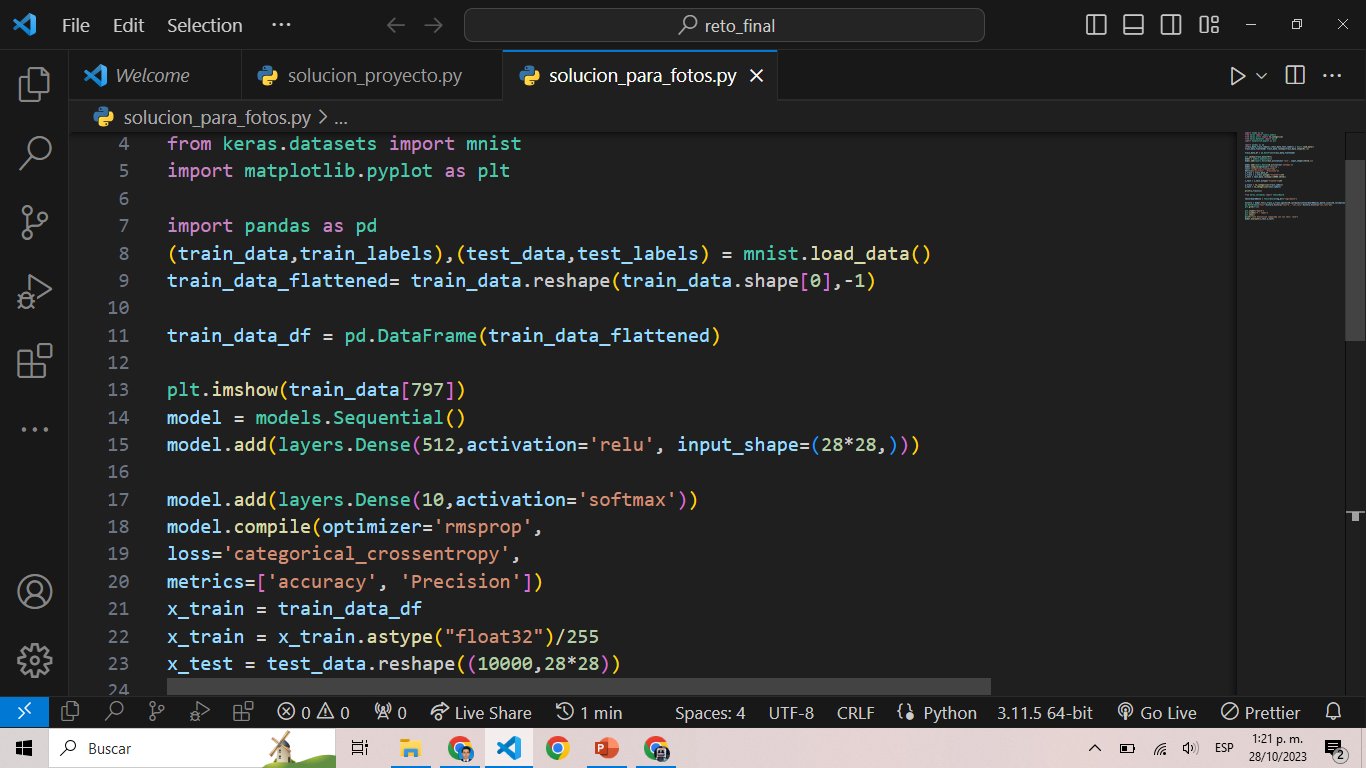 File Edit Selection ··· reto_final
Welcome solucion_proyecto.py solucion_para_fotos.py
solucion_para_fotos.py > ...
4 from keras.datasets import mnist
5 import matplotlib.pyplot as plt
6
7 import pandas as pd
8 (train_data,train_labels),(test_data,test_labels) = mnist.load_data()
9 train_data_flattened= train_data.reshape(train_data.shape[0],-1)
10
11 train_data_df = pd.DataFrame(train_data_flattened)
12
13 plt.imshow(train_data[797])
14 model = models.Sequential()
15 model.add(layers.Dense(512,activation='relu', input_shape=(28*28,)))
16
17 model.add(layers.Dense(10,activation='softmax'))
18 model.compile(optimizer='rmsprop',
19 loss='categorical_crossentropy',
20 metrics=['accuracy', 'Precision'])
21 x_train = train_data_df
22 x_train = x_train.astype("float32")/255
23 x_test = test_data.reshape((10000,28*28))
24
0 0 0 Live Share 1 min Spaces: 4 UTF-8 CRLF Python 3.11.5 64-bit Go Live Prettier
Buscar ESP 1:21 p. m.
28/10/2023 2